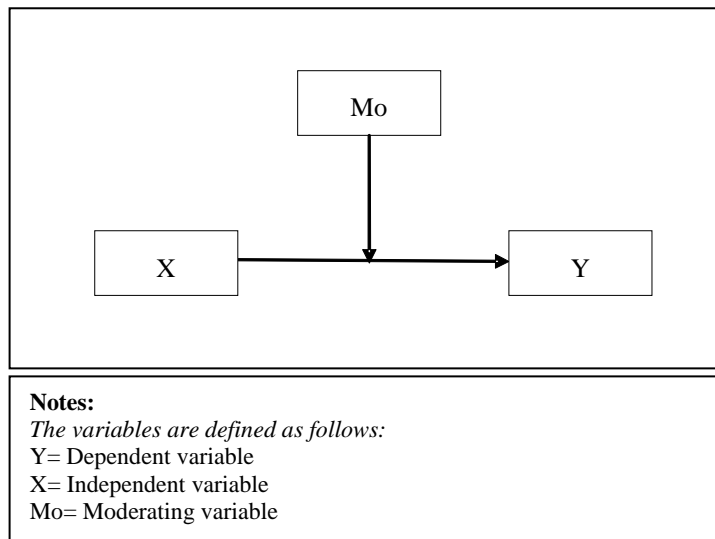 Mo
X
Y
Notes:
The variables are defined as follows:
Y= Dependent variable
X= Independent variable
Mo= Moderating variable